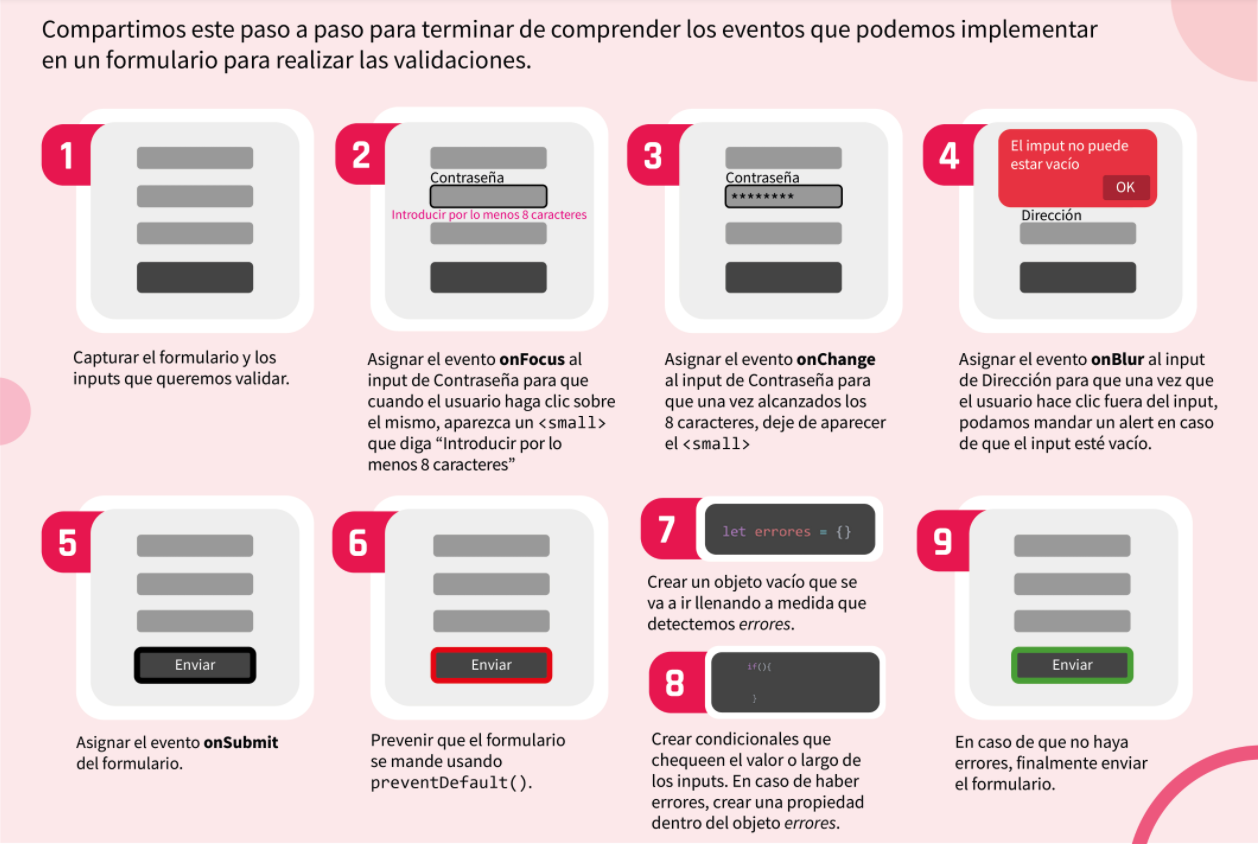 Compartimos este paso a paso para terminar de comprender los eventos que podemos implementar
en un formulario para realizar las validaciones.
1
Capturar el formulario y los
inputs que queremos validar.
2
Contraseña
Introducir por lo menos 8 caracteres
Asignar el evento onFocus al
input de Contraseña para que
cuando el usuario haga clic sobre
el mismo, aparezca un <small>
que diga “Introducir por lo
menos 8 caracteres”
3
Contraseña
********
Asignar el evento onChange
al input de Contraseña para
que una vez alcanzados los
8 caracteres, deje de aparecer
el <small>
4
El imput no puede
estar vacío
OK
Dirección
Asignar el evento onBlur al input
de Dirección para que una vez que
el usuario hace clic fuera del input,
podamos mandar un alert en caso
de que el input esté vacío.
5
Enviar
Asignar el evento onSubmit
del formulario.
6
Enviar
Prevenir que el formulario
se mande usando
preventDefault().
7
let errores = {}
Crear un objeto vacío que se
va a ir llenando a medida que
detectemos errores.
8
if(){
}
Crear condicionales que
chequeen el valor o largo de
los inputs. En caso de haber
errores, crear una propiedad
dentro del objeto errores.
9
Enviar
En caso de que no haya
errores, finalmente enviar
el formulario.